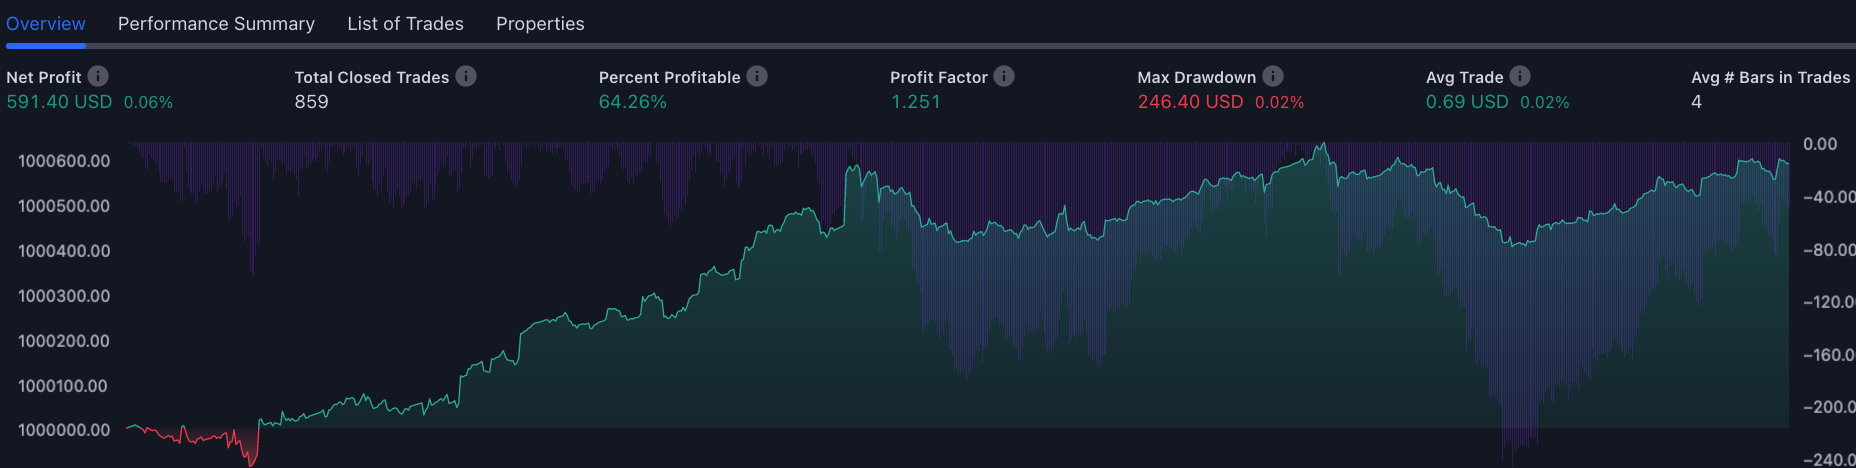 Overview Performance Summary List of Trades Properties
Net Profit Total Closed Trades Percent Profitable Profit Factor Max Drawdown Avg Trade Avg # Bars in Trades
591.40 USD 0.06% 859 64.26% 1.251 246.40 USD 0.02% 0.69 USD 0.02% 4
1000600.00 0.00
1000500.00 −40.00
1000400.00 −80.00
1000300.00 −120.0
1000200.00 −160.0
1000100.00 −200.0
1000000.00 −240.0